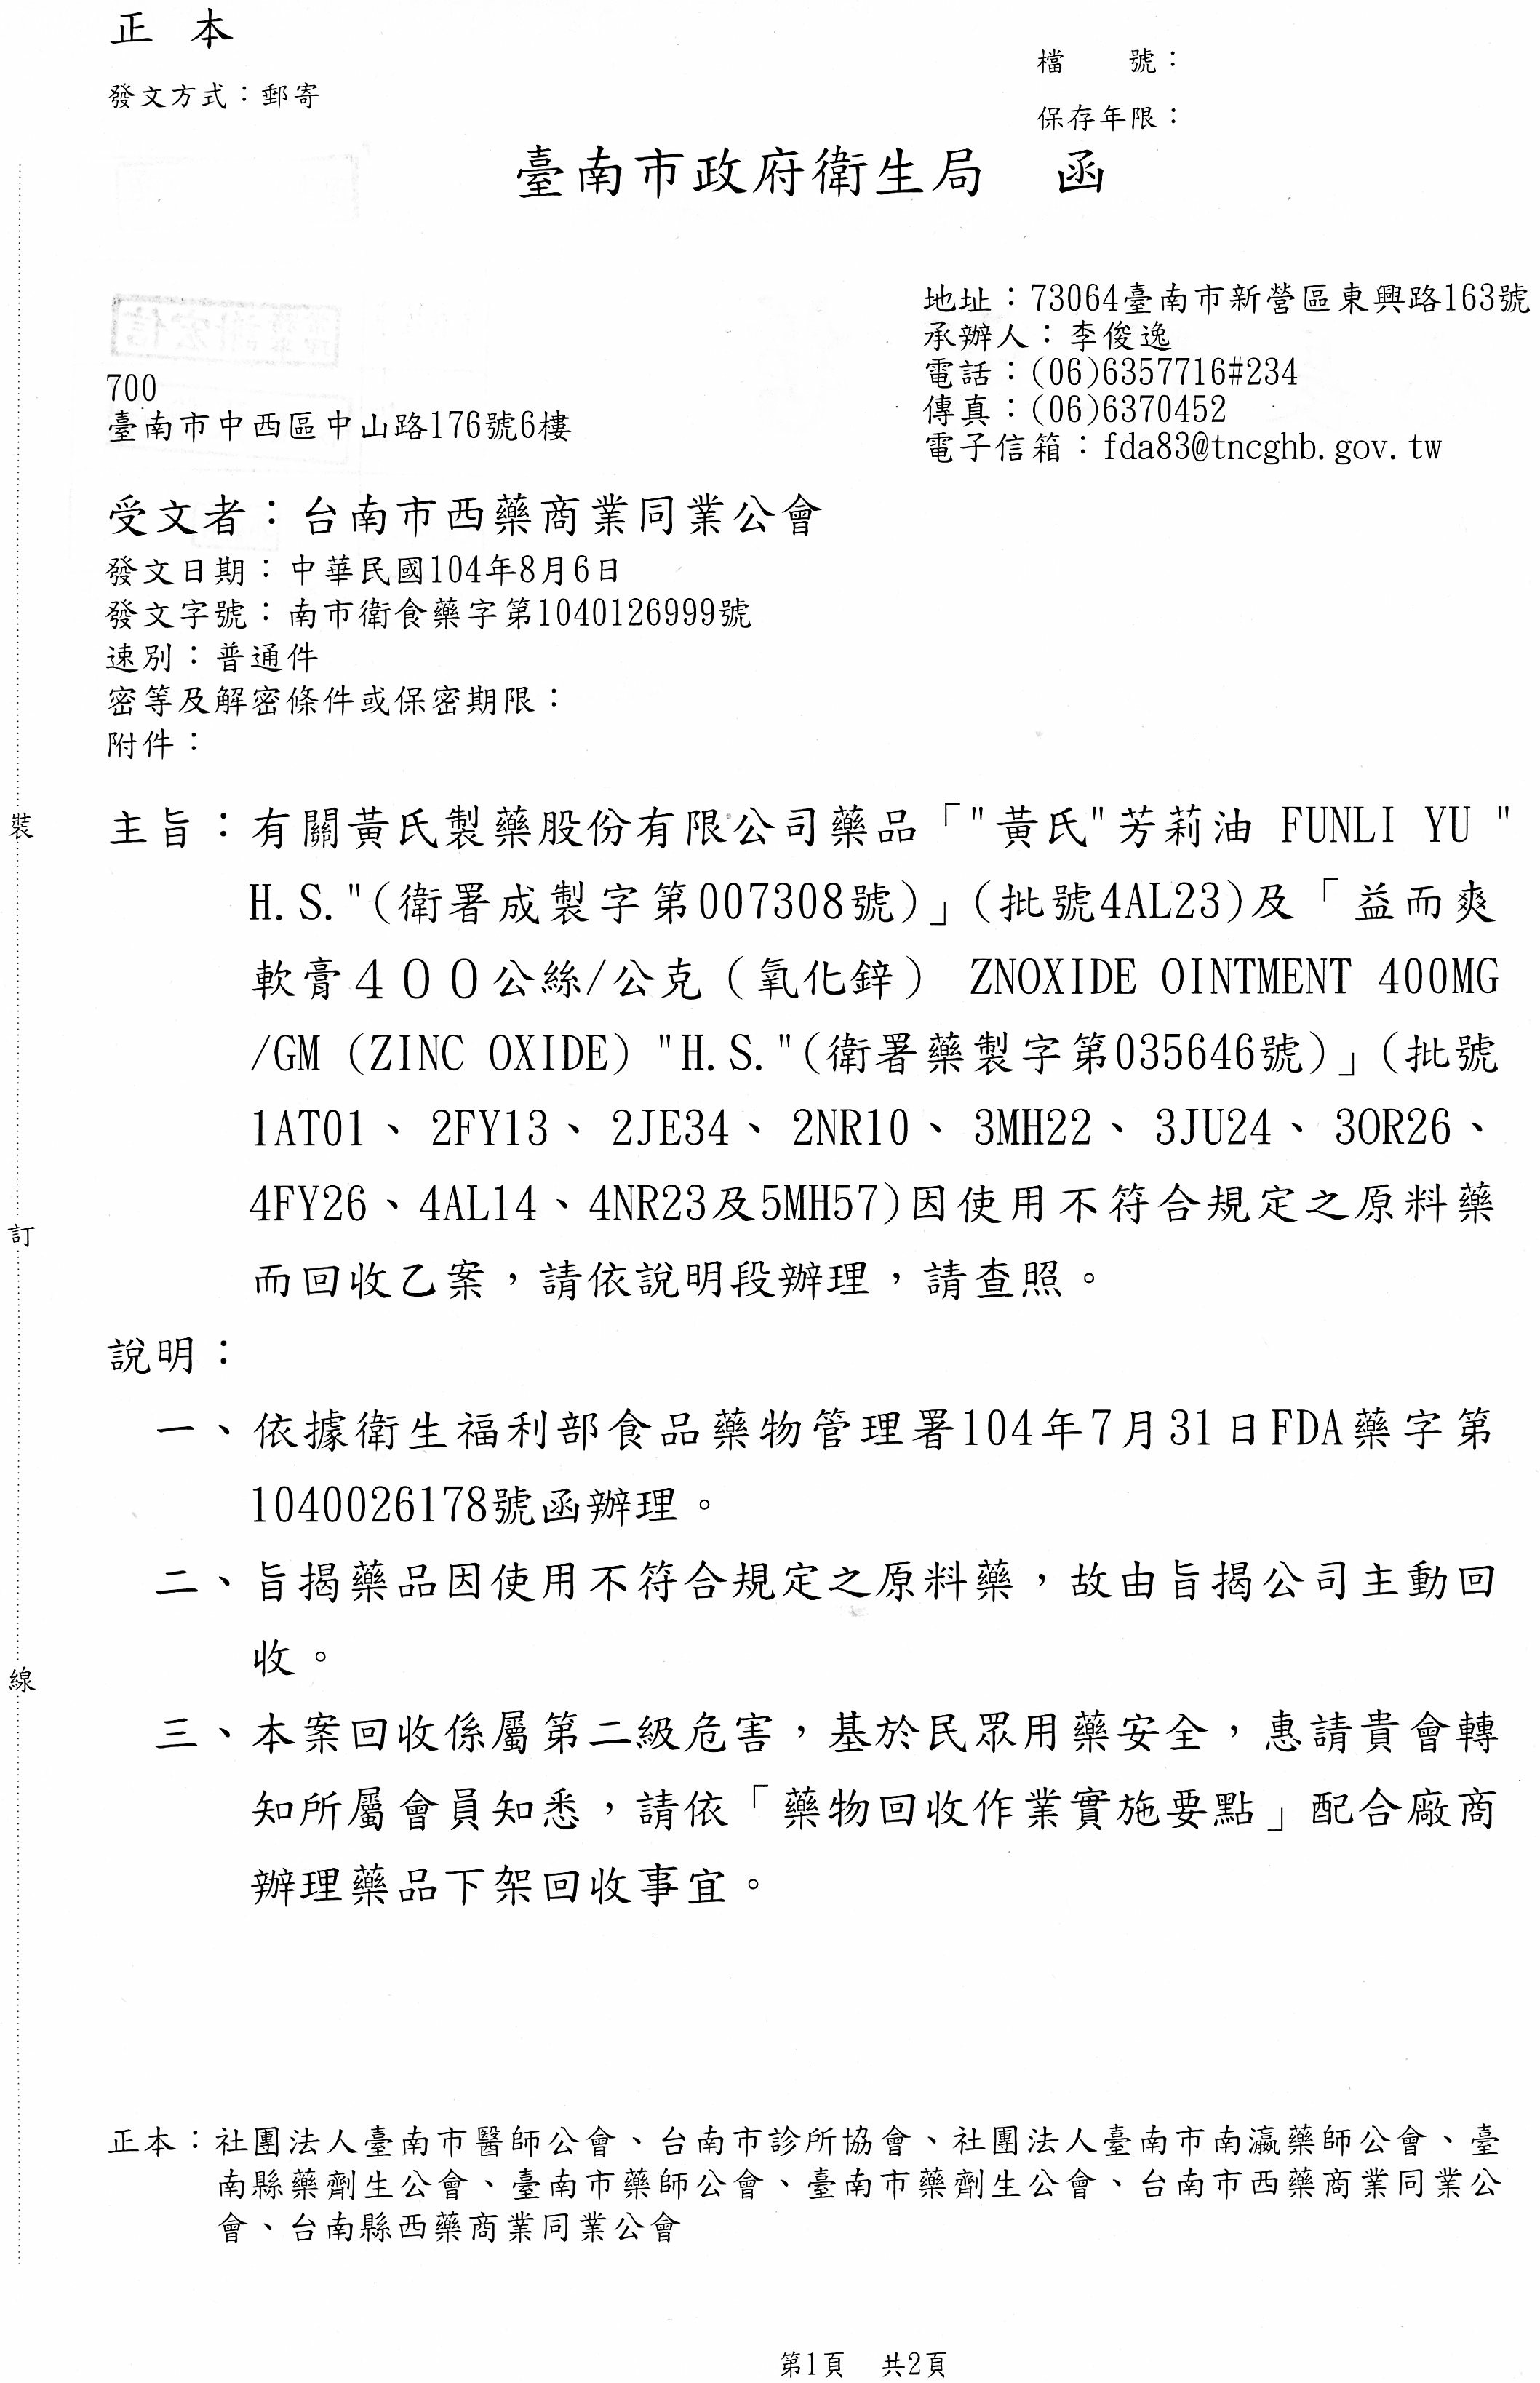 正 本
發文方式：郵寄
檔　　號：
保存年限：
臺南市政府衛生局　函
地址：73064臺南市新營區東興路163號
承辦人：李俊逸
電話：(06)6357716#234
傳真：(06)6370452
電子信箱：fda83@tncghb.gov.tw
700
臺南市中西區中山路176號6樓
受文者：台南市西藥商業同業公會
發文日期：中華民國104年8月6日
發文字號：南市衛食藥字第1040126999號
速別：普通件
密等及解密條件或保密期限：
附件：
主旨：有關黃氏製藥股份有限公司藥品「"黃氏"芳莉油 FUNLI YU "
H.S."(衛署成製字第007308號)」(批號4AL23)及「益而爽
軟膏４００公絲/公克（氧化鋅） ZNOXIDE OINTMENT 400MG
/GM (ZINC OXIDE) "H.S."(衛署藥製字第035646號)」(批號
1AT01、2FY13、2JE34、2NR10、3MH22、3JU24、3OR26、
4FY26、4AL14、4NR23及5MH57)因使用不符合規定之原料藥
而回收乙案，請依說明段辦理，請查照。
說明：
一、依據衛生福利部食品藥物管理署104年7月31日FDA藥字第
1040026178號函辦理。
二、旨揭藥品因使用不符合規定之原料藥，故由旨揭公司主動回
收。
三、本案回收係屬第二級危害，基於民眾用藥安全，惠請貴會轉
知所屬會員知悉，請依「藥物回收作業實施要點」配合廠商
辦理藥品下架回收事宜。
正本：社團法人臺南市醫師公會、台南市診所協會、社團法人臺南市南瀛藥師公會、臺
南縣藥劑生公會、臺南市藥師公會、臺南市藥劑生公會、台南市西藥商業同業公
會、台南縣西藥商業同業公會
第1頁　共2頁
裝
訂
線